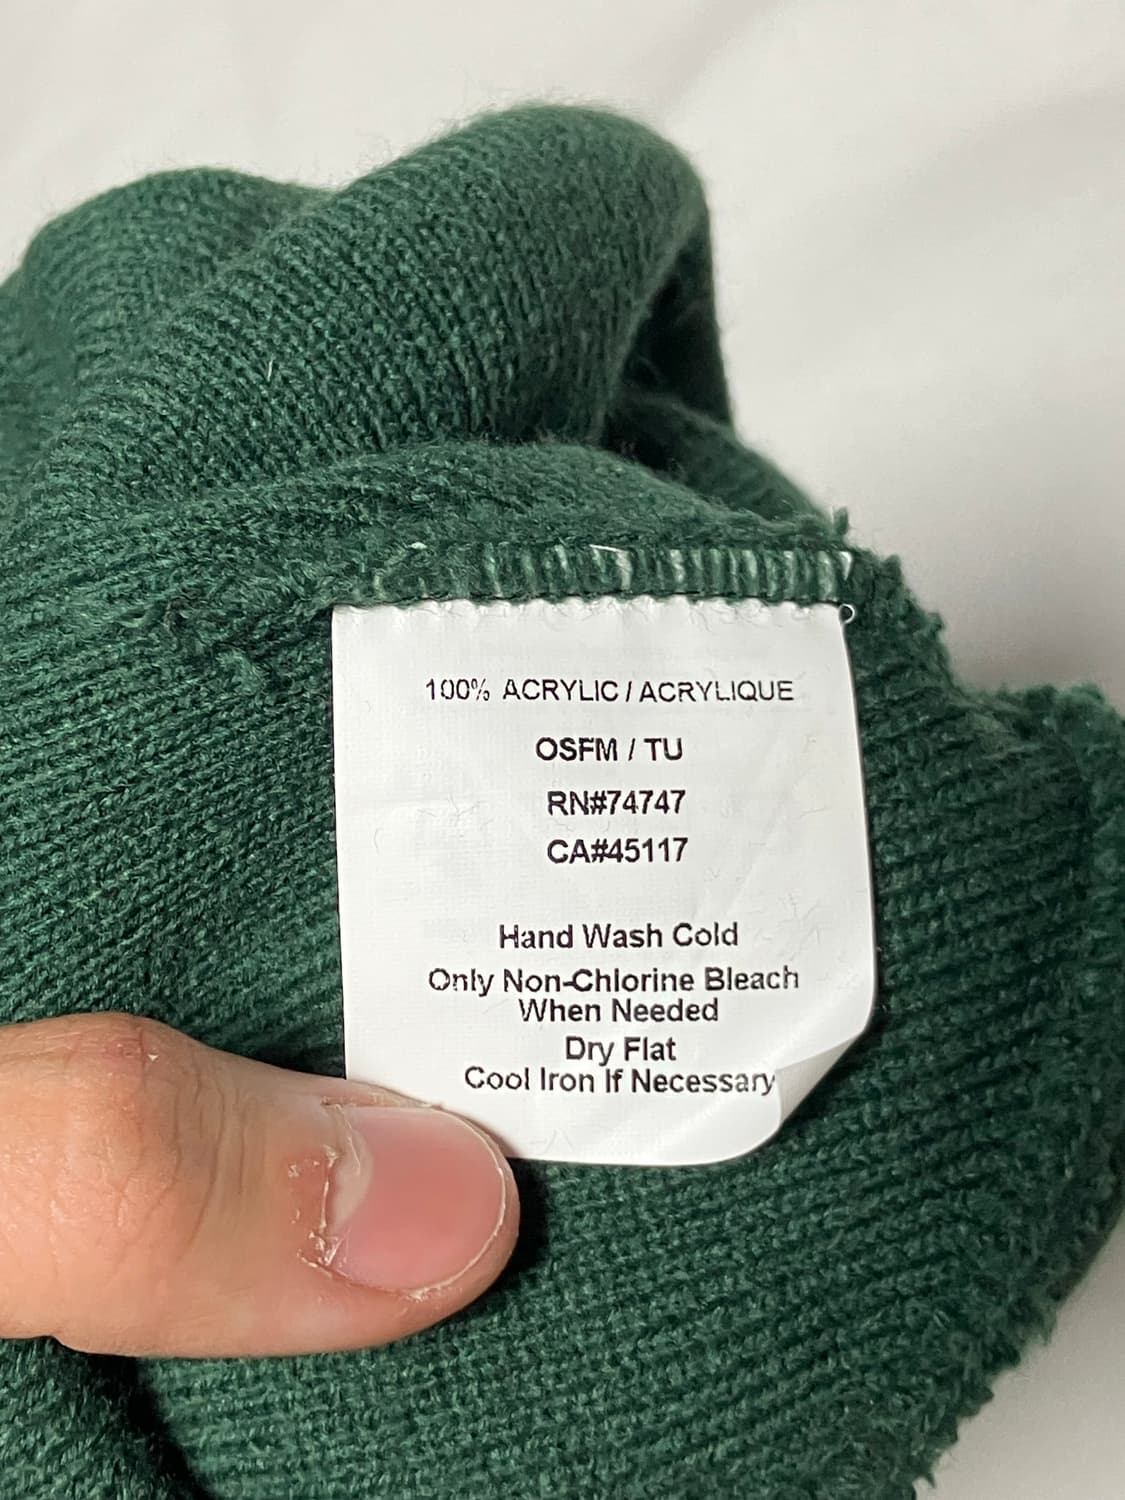 100% ACRYLIC / ACRYLIQUE
OSFM / TU
RN#74747
CA#45117
Hand Wash Cold
Only Non-Chlorine Bleach
When Needed
Dry Flat
Cool Iron If Necessary